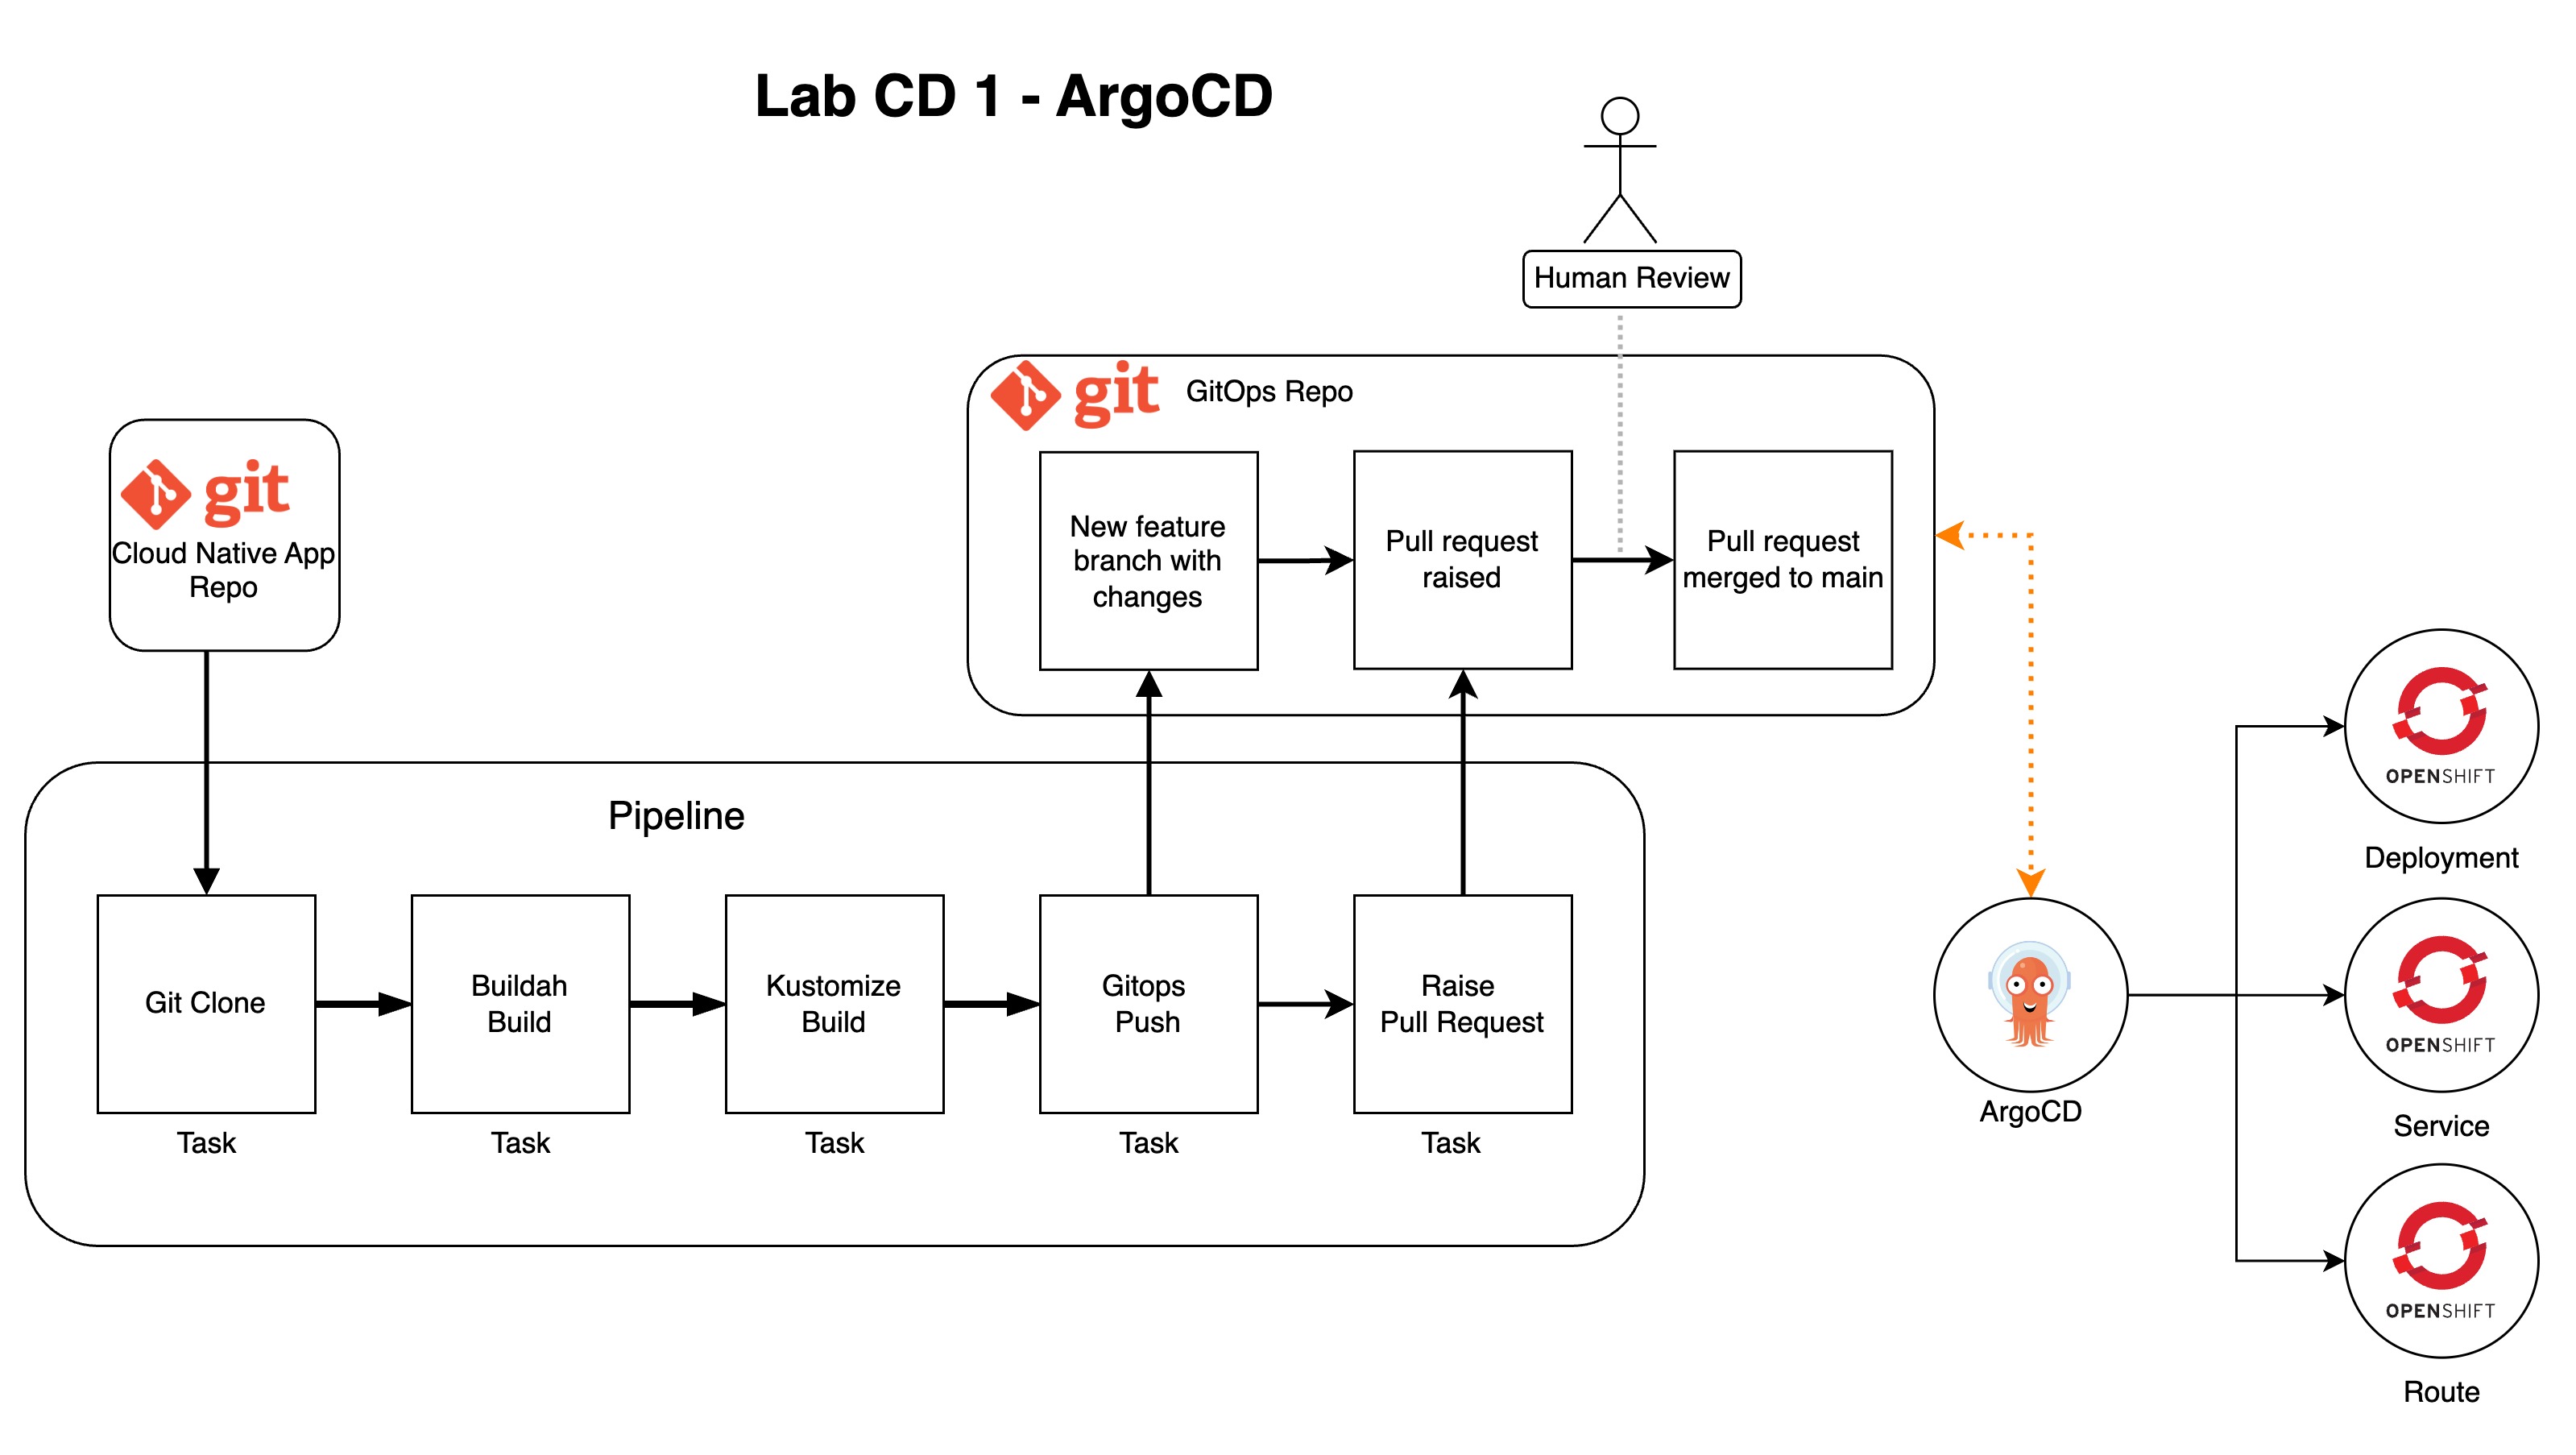 Lab CD 1 - ArgoCD
Human Review
git
GitOps Repo
New feature
branch with
changes
Pull request
raised
Pull request
merged to main
git
Cloud Native App
Repo
Pipeline
Git Clone
Task
Buildah
Build
Task
Kustomize
Build
Task
Gitops
Push
Task
Raise
Pull Request
Task
ArgoCD
OPENSHIFT
Deployment
OPENSHIFT
Service
OPENSHIFT
Route